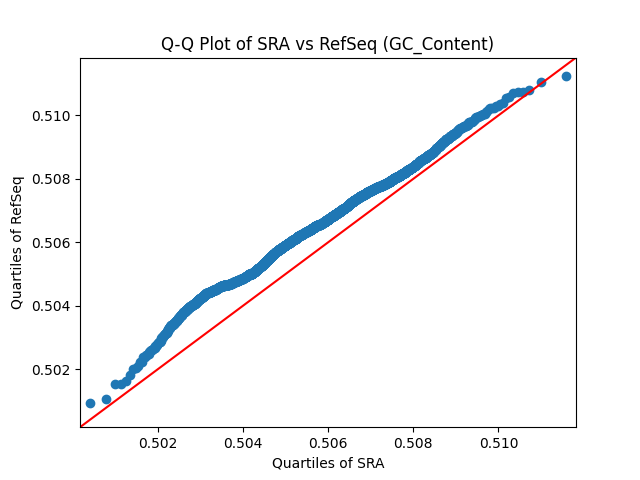 Q-Q Plot of SRA vs RefSeq (GC_Content)
Quartiles of RefSeq
0.510
0.508
0.506
0.504
0.502
0.502 0.504 0.506 0.508 0.510
Quartiles of SRA